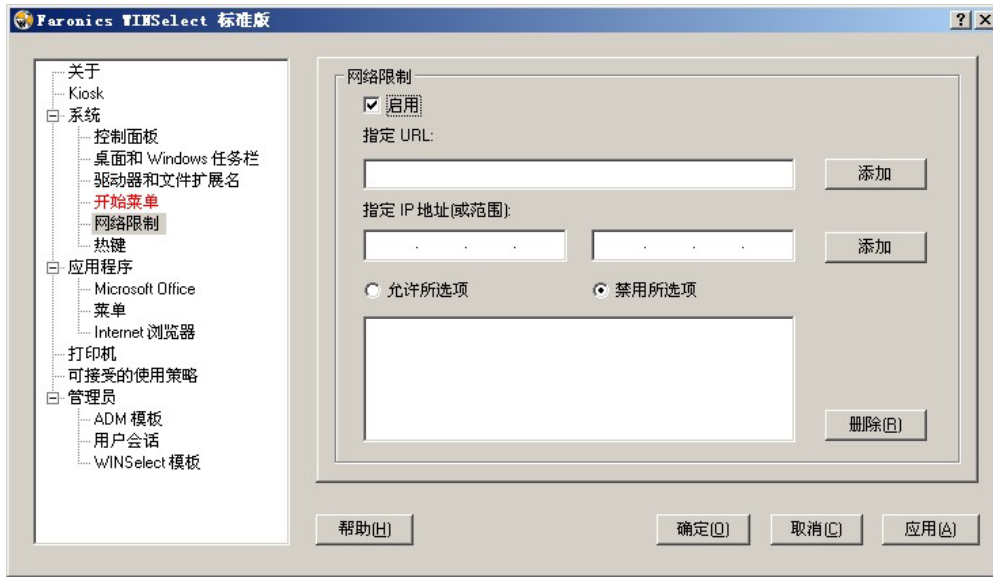 Faronics WINSelect 标准版
关于
Kiosk
系统
控制面板
桌面和 Windows 任务栏
驱动器和文件扩展名
开始菜单
网络限制
热键
应用程序
Microsoft Office
菜单
Internet 浏览器
打印机
可接受的使用策略
管理员
ADM 模板
用户会话
WINSelect 模板
网络限制
启用
指定 URL:
添加
指定 IP 地址(或范围):
添加
允许所选项
禁用所选项
删除(R)
帮助(H)
确定(O)
取消(C)
应用(A)